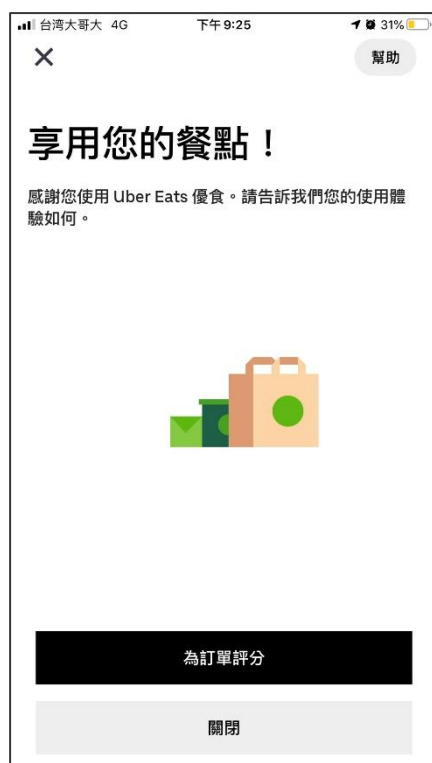 台湾大哥大 4G 下午 9:25 31%
幫助
享用您的餐點！
感謝您使用 Uber Eats 優食。請告訴我們您的使用體
驗如何。
為訂單評分
關閉